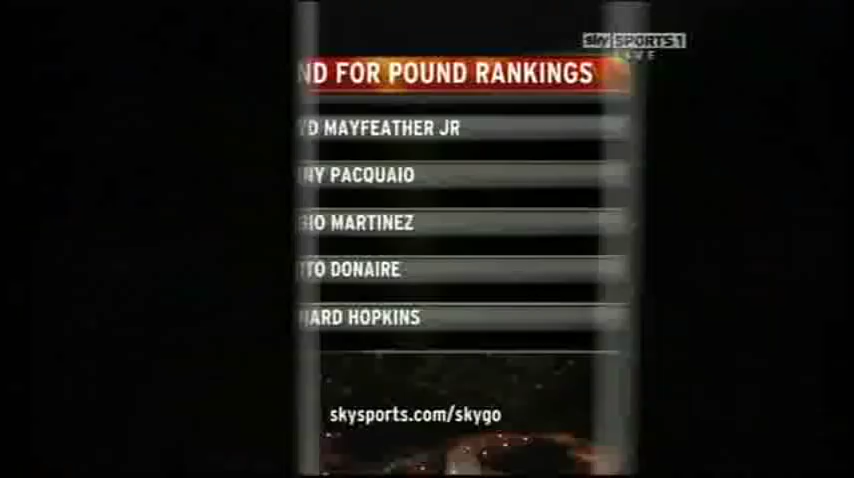 sky SPORTS 1
LIVE
ND FOR POUND RANKINGS
YD MAYFEATHER JR
NY PACQUAIO
GIO MARTINEZ
ITO DONAIRE
NARD HOPKINS
skysports.com/skygo